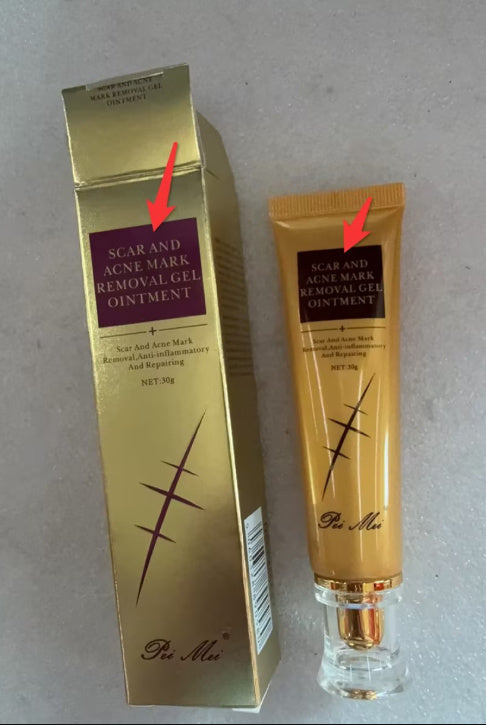 SCAR AND ACNE
MARK REMOVAL GEL
OINTMENT
SCAR AND
ACNE MARK
REMOVAL GEL
OINTMENT
Scar And Acne Mark
Removal,Anti-inflammatory
And Repairing
NET:30g
Pei Mei
SCAR AND
ACNE MARK
REMOVAL GEL
OINTMENT
Scar And Acne Mark
Removal,Anti-inflammatory
And Repairing
NET:30g
Pei Mei